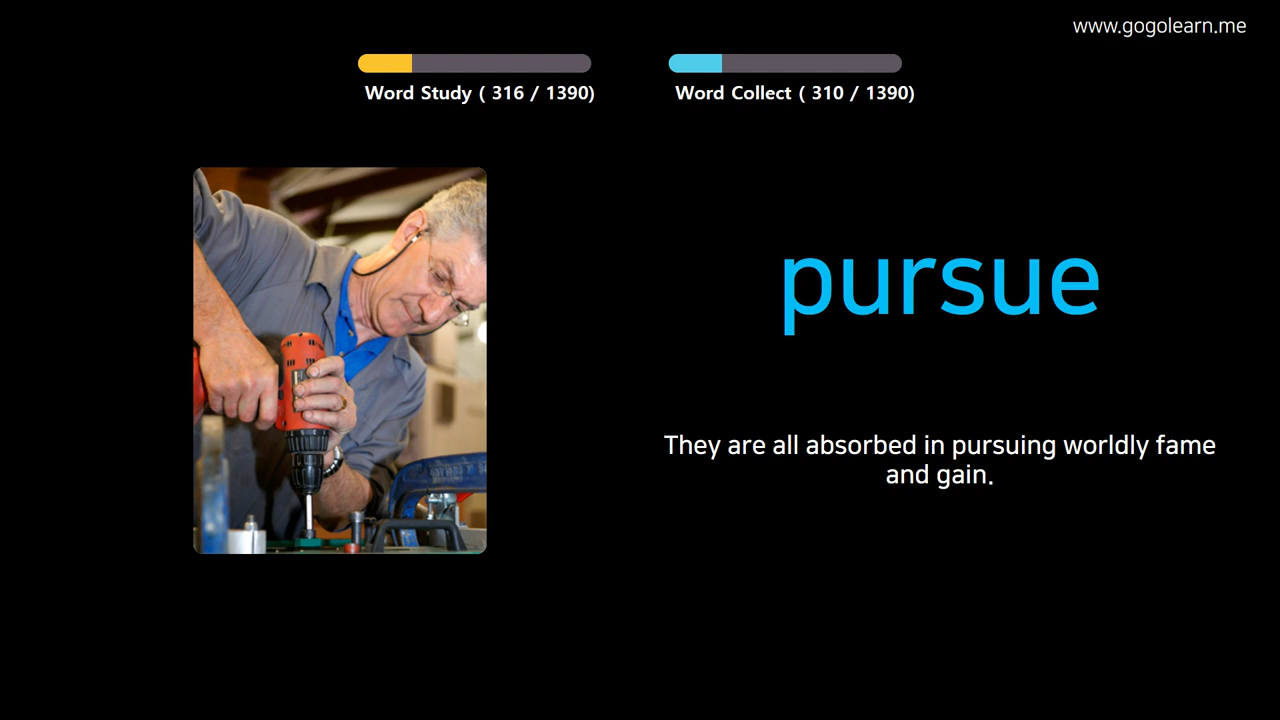 www.gogolearn.me
Word Study ( 316 / 1390)
Word Collect ( 310 / 1390)
pursue
They are all absorbed in pursuing worldly fame
and gain.